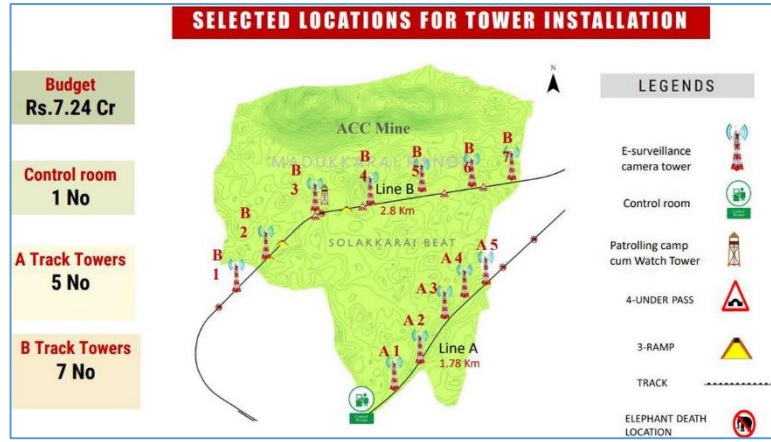 SELECTED LOCATIONS FOR TOWER INSTALLATION
Budget
Rs.7.24 Cr
Control room
1 No
A Track Towers
5 No
B Track Towers
7 No
N
ACC Mine
B
7
B
6
B
5
B
4
B
3
B
2
B
1
Line B
2.8 Km
SOLAKKARAI BEAT
A 5
A 4
A 3
A 2
A 1
Line A
1.78 Km
LEGENDS
E-surveillance
camera tower
Control room
Patrolling camp
cum Watch Tower
4-UNDER PASS
3-RAMP
TRACK
ELEPHANT DEATH
LOCATION